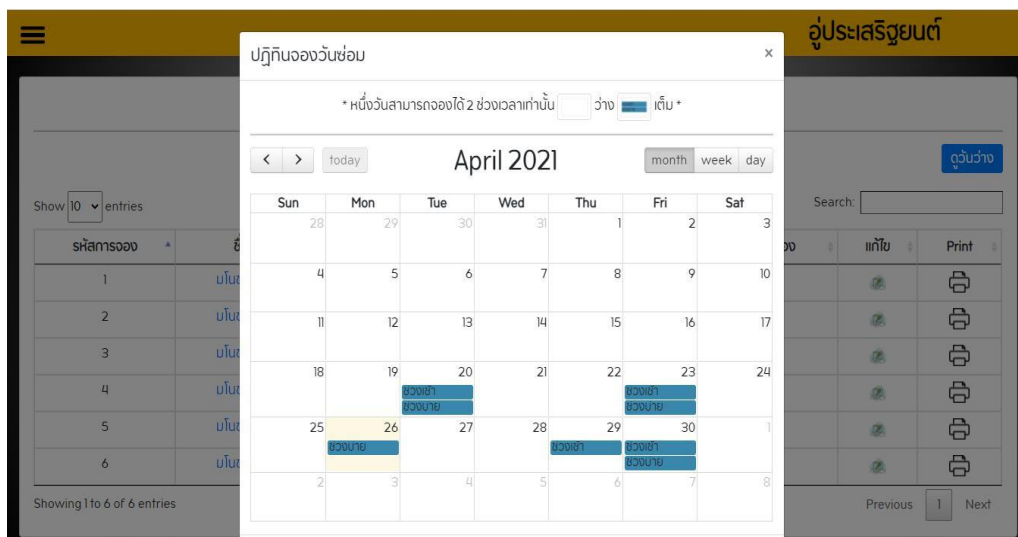 อู่ประเสริฐยนต์
ปฏิทินจองวันซ่อม ×
* หนึ่งวันสามารถจองได้ 2 ช่วงเวลาเท่านั้น ว่าง เต็ม *
< > today April 2021 month week day
ดูวันว่าง
Show 10 entries Search:
รหัสการจอง แก้ไข Print
Sun Mon Tue Wed Thu Fri Sat
28 29 30 31 1 2 3
4 5 6 7 8 9 10
11 12 13 14 15 16 17
18 19 20 21 22 23 24
ช่วงเช้า ช่วงเช้า
ช่วงบ่าย ช่วงบ่าย
25 26 27 28 29 30 1
ช่วงบ่าย ช่วงเช้า ช่วงเช้า
ช่วงบ่าย
2 3 4 5 6 7 8
1
2
3
4
5
6
Showing 1 to 6 of 6 entries Previous 1 Next